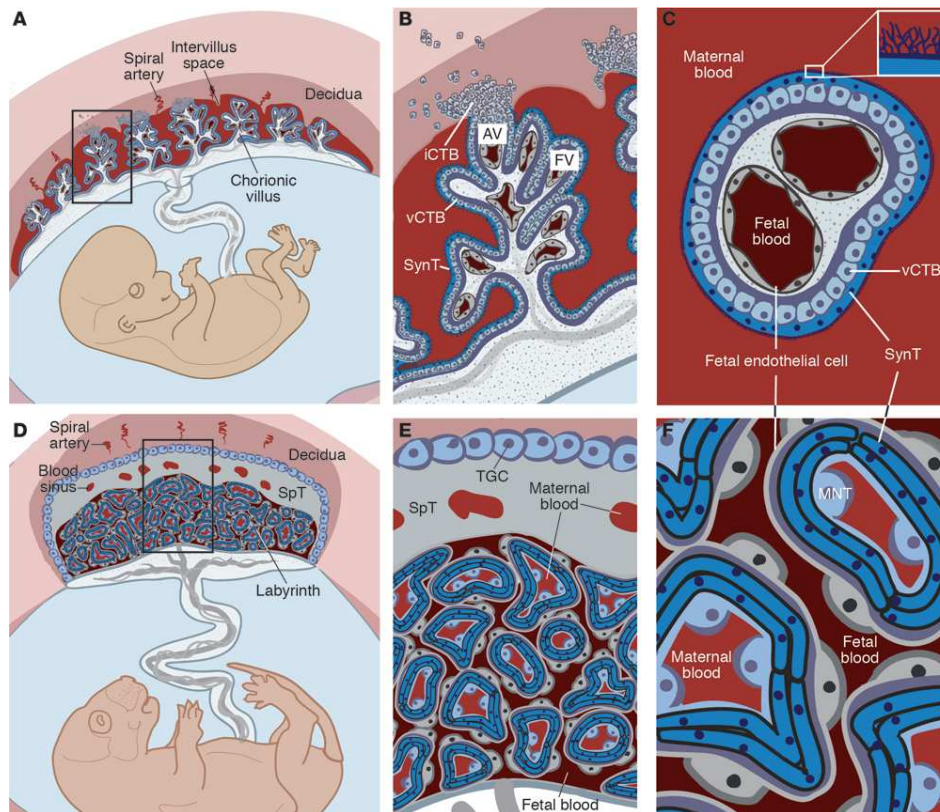 A
Intervillus
space
Spiral
artery
Decidua
Chorionic
villus
B
AV
iCTB
FV
vCTB
SynT
C
Maternal
blood
Fetal
blood
vCTB
Fetal endothelial cell
SynT
D
Spiral
artery
Decidua
Blood
sinus
SpT
Labyrinth
E
TGC
SpT
Maternal
blood
Fetal blood
F
MNT
Maternal
blood
Fetal
blood